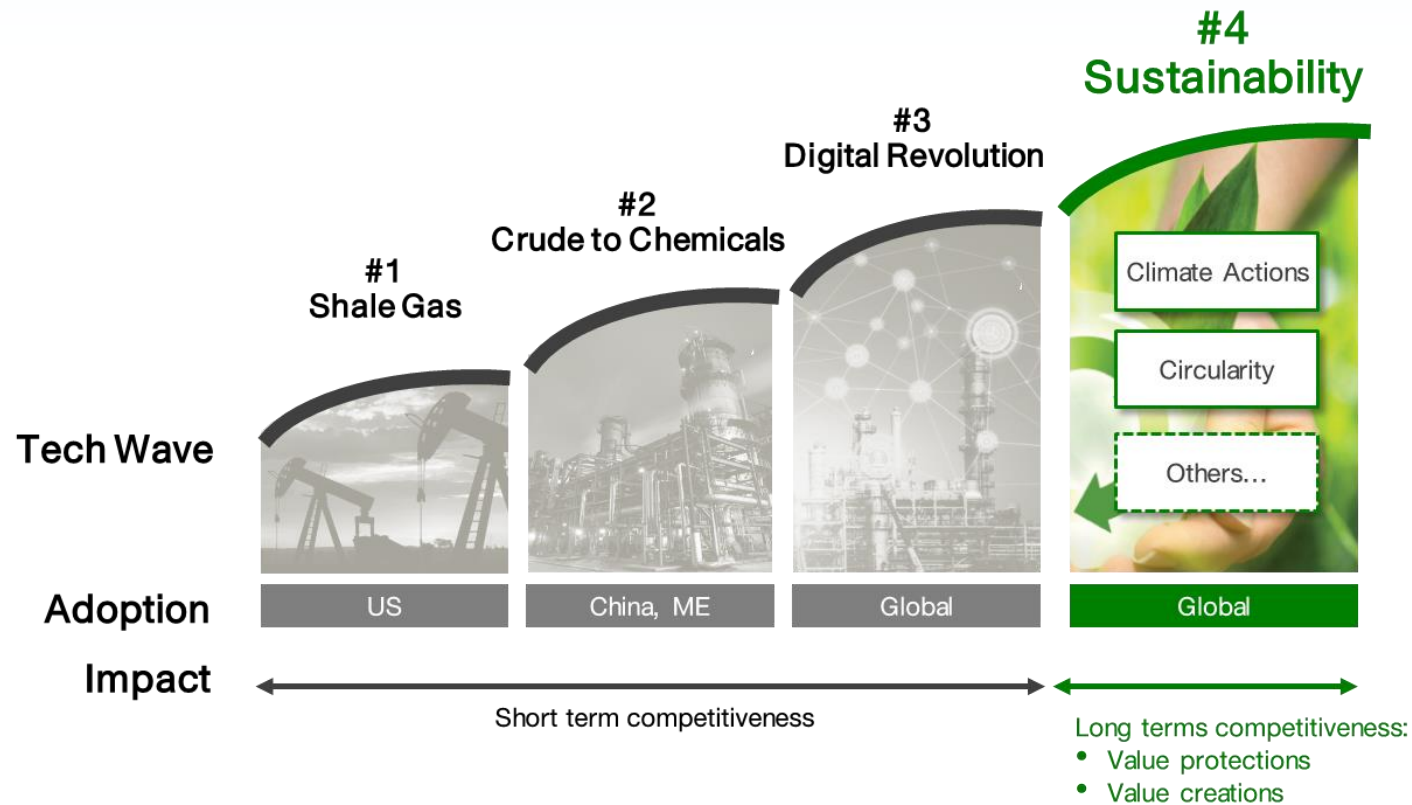 #4
Sustainability
#3
Digital Revolution
#2
Crude to Chemicals
#1
Shale Gas
Climate Actions
Circularity
Others...
Tech Wave
Adoption
US
China, ME
Global
Global
Impact
Short term competitiveness
Long terms competitiveness:
• Value protections
• Value creations